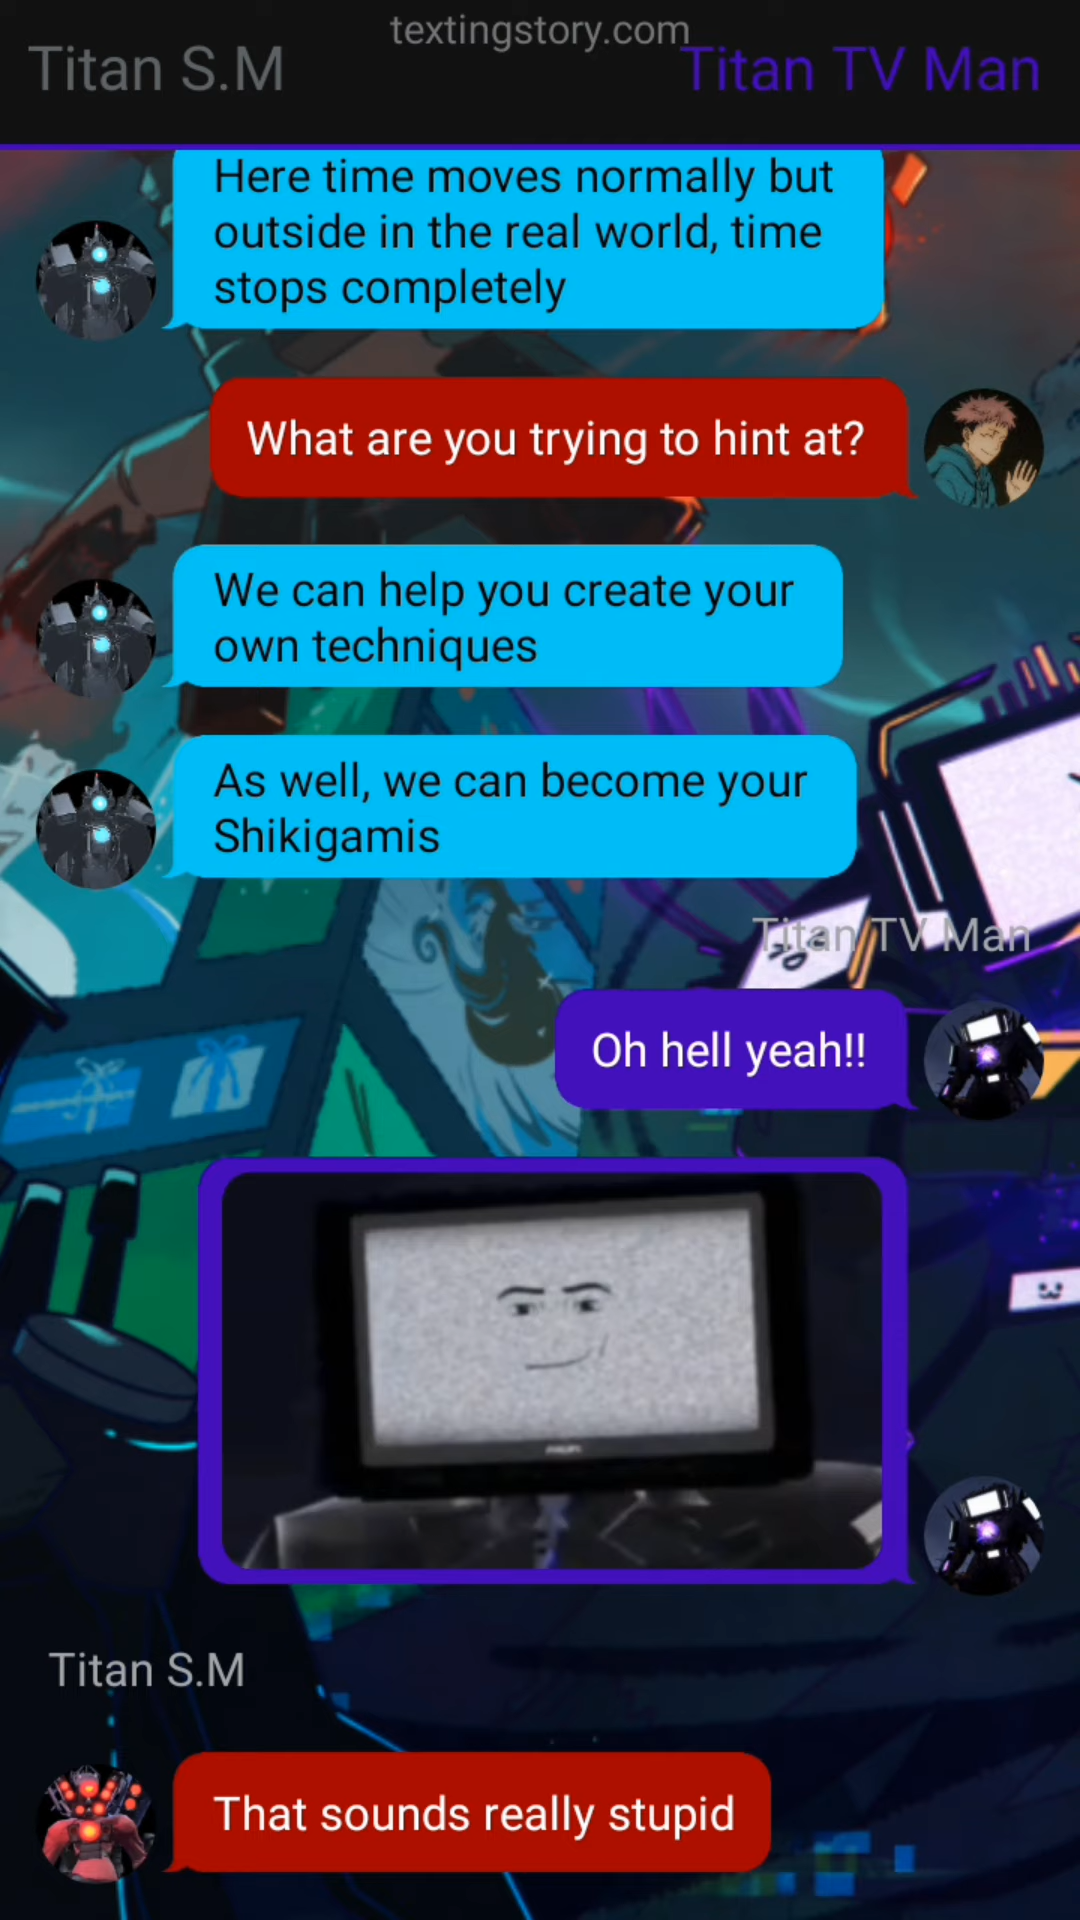 textingstory.com
Titan S.M
Titan TV Man
Here time moves normally but
outside in the real world, time
stops completely
What are you trying to hint at?
We can help you create your
own techniques
As well, we can become your
Shikigamis
Titan TV Man
Oh hell yeah!!
PHILIPS
Titan S.M
That sounds really stupid